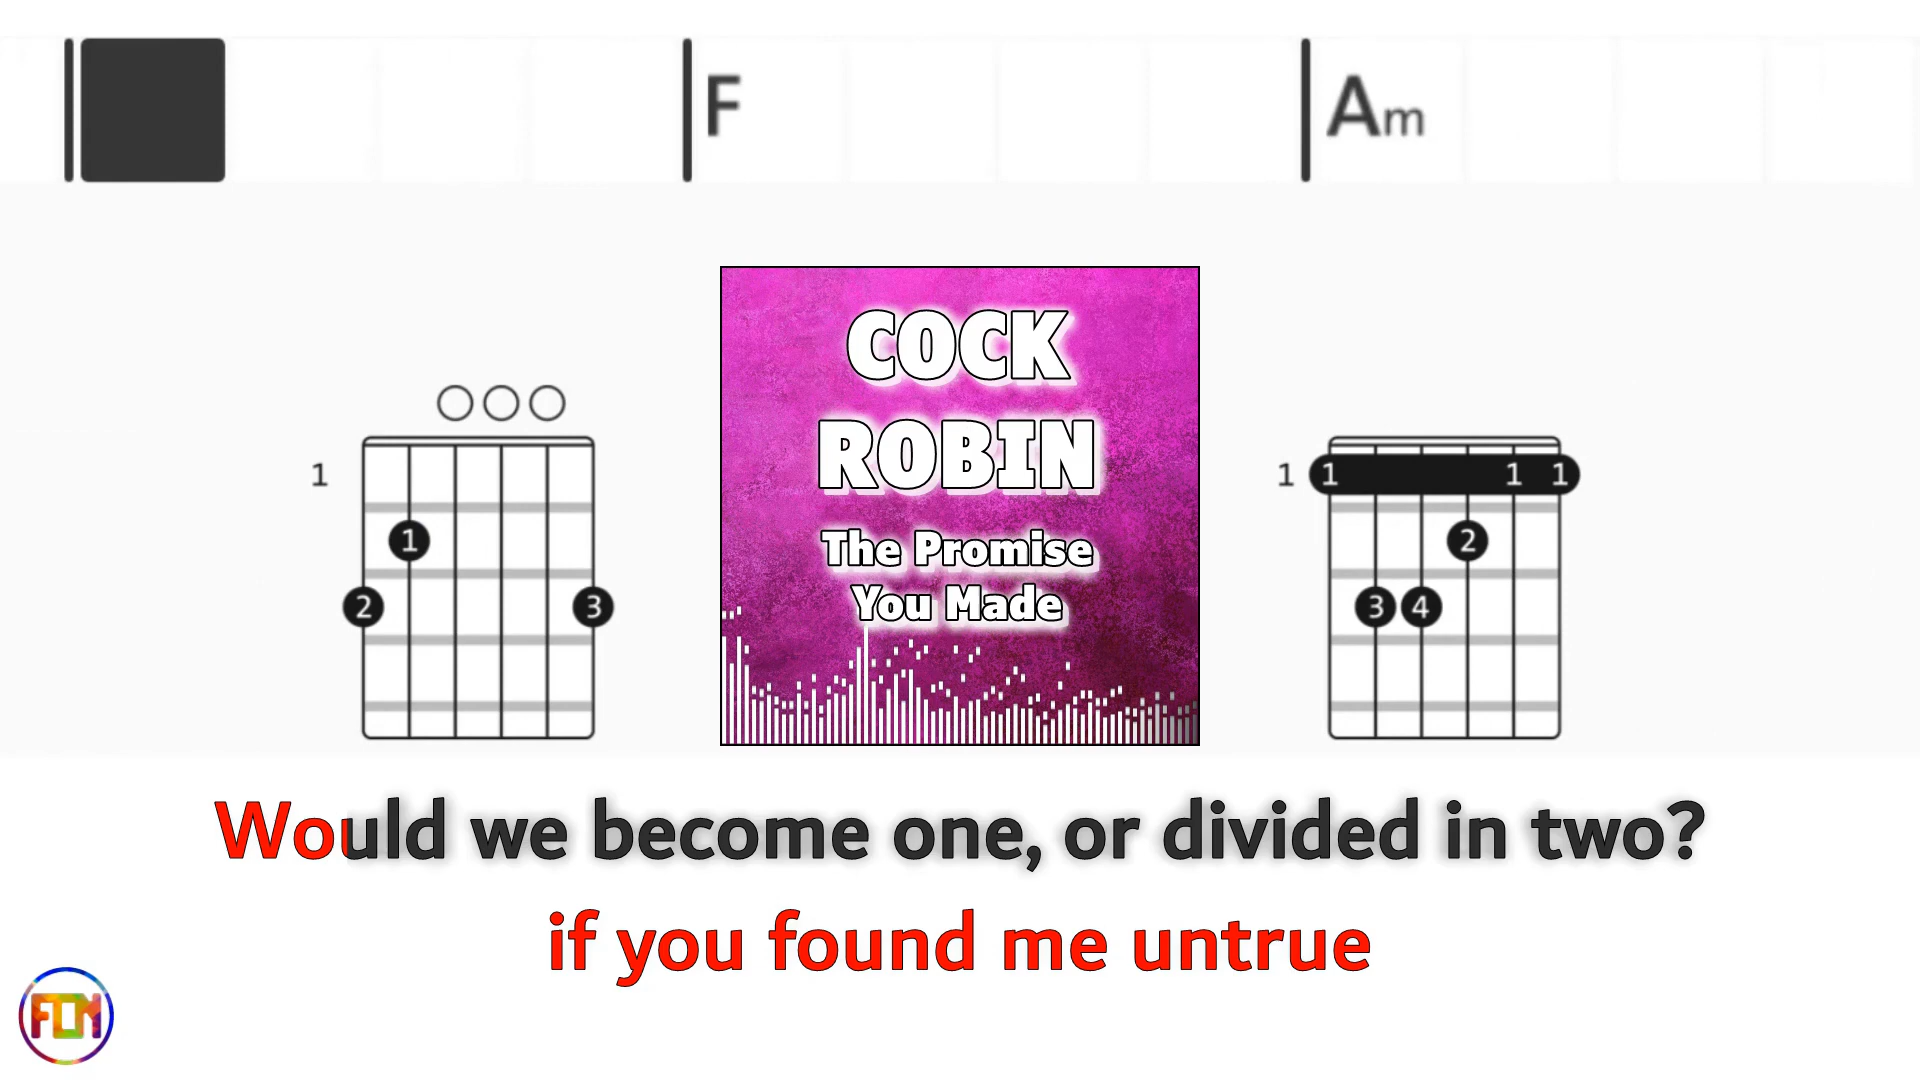 F
Am
COCK
ROBIN
The Promise
You Made
1
1
2
3
1
1
1
1
2
3
4
Would we become one, or divided in two?
if you found me untrue